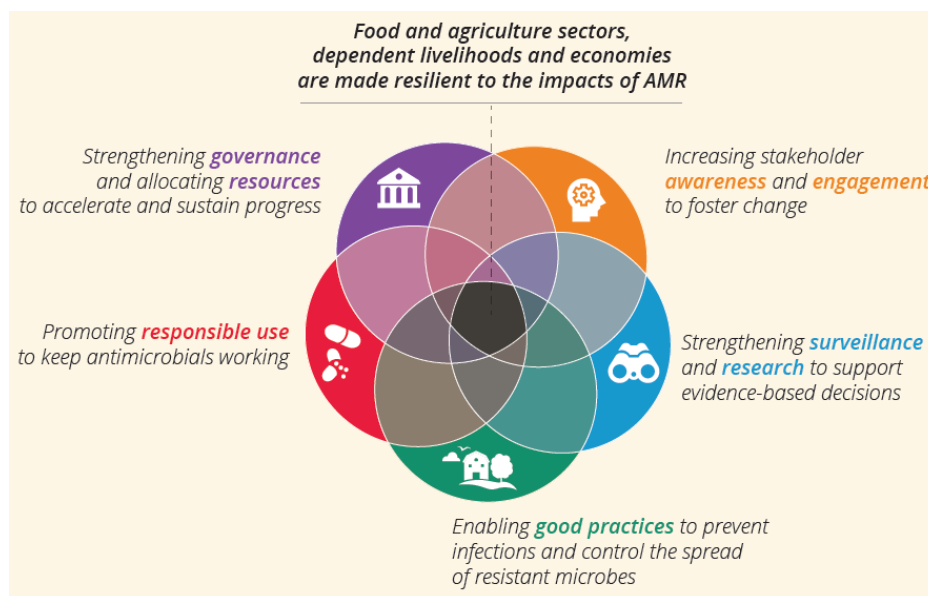 Food and agriculture sectors,
dependent livelihoods and economies
are made resilient to the impacts of AMR
Strengthening governance
and allocating resources
to accelerate and sustain progress
Increasing stakeholder
awareness and engagement
to foster change
Promoting responsible use
to keep antimicrobials working
Strengthening surveillance
and research to support
evidence-based decisions
Enabling good practices to prevent
infections and control the spread
of resistant microbes